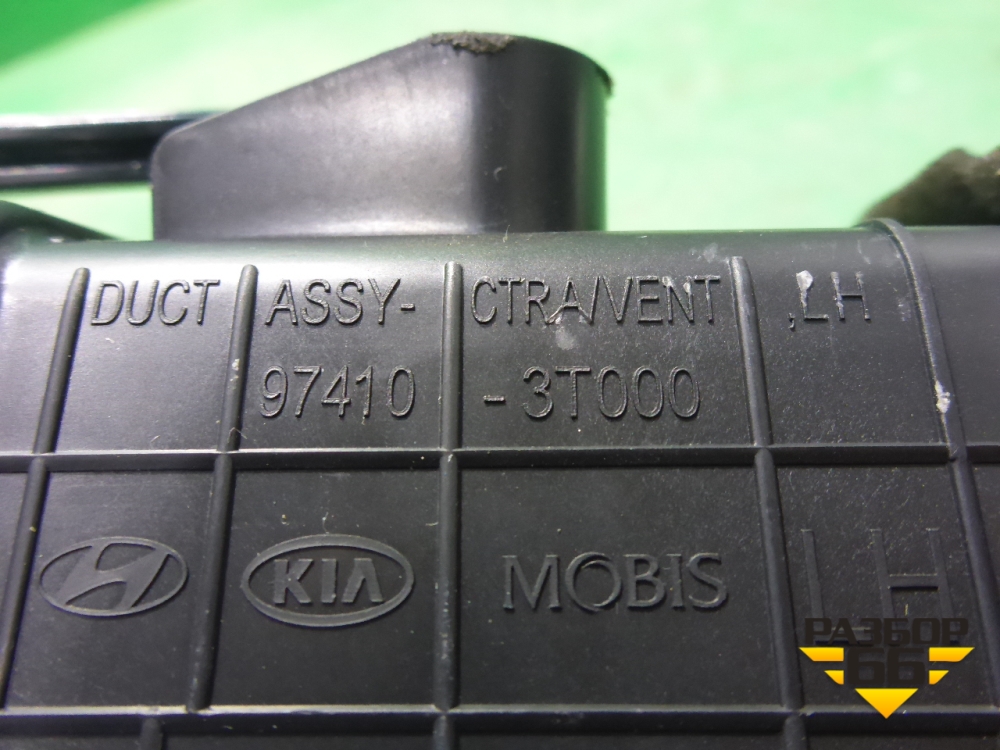 DUCT ASSY- CTRA/VENT ,LH
97410 -3T000
KIA MOBIS LH
РАЗБОР
66